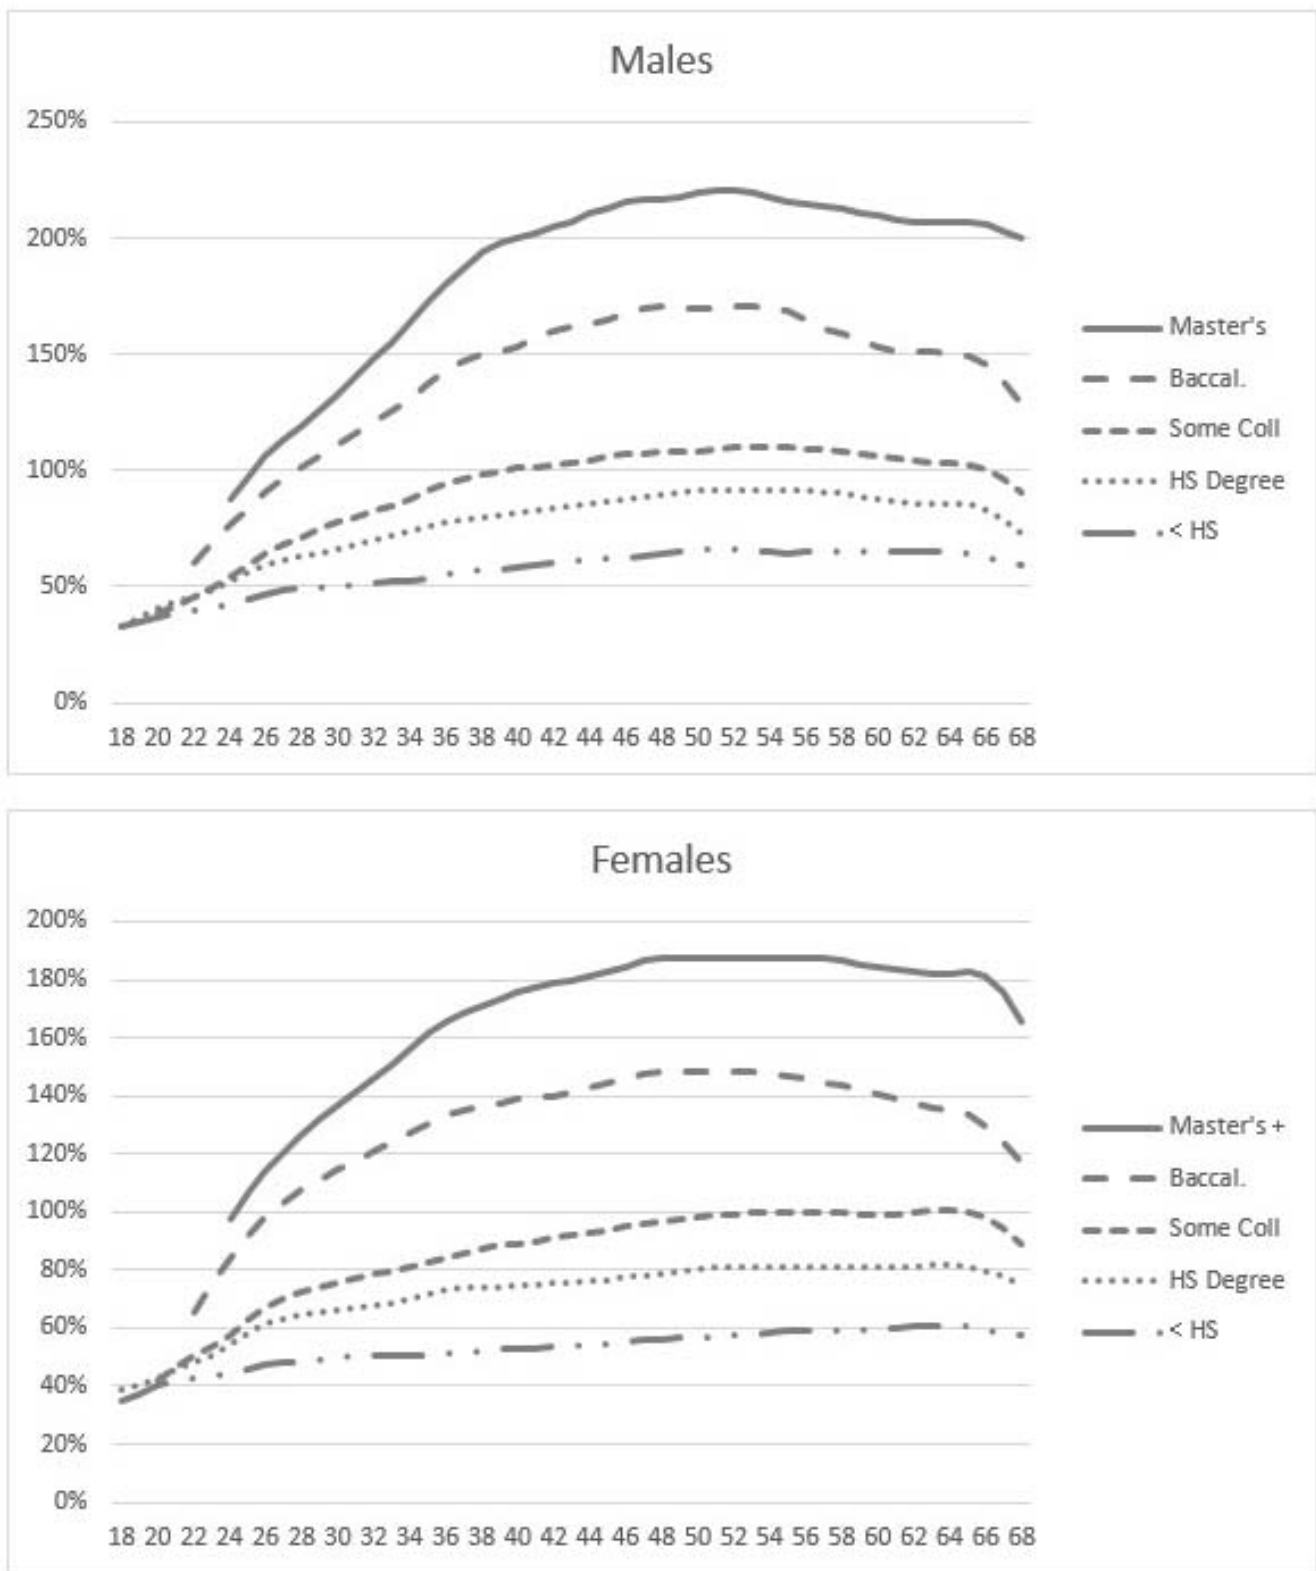 Males
250%
200%
150%
100%
50%
0%
18 20 22 24 26 28 30 32 34 36 38 40 42 44 46 48 50 52 54 56 58 60 62 64 66 68
Master's
Baccal.
Some Coll
HS Degree
< HS
Females
200%
180%
160%
140%
120%
100%
80%
60%
40%
20%
0%
18 20 22 24 26 28 30 32 34 36 38 40 42 44 46 48 50 52 54 56 58 60 62 64 66 68
Master's +
Baccal.
Some Coll
HS Degree
< HS